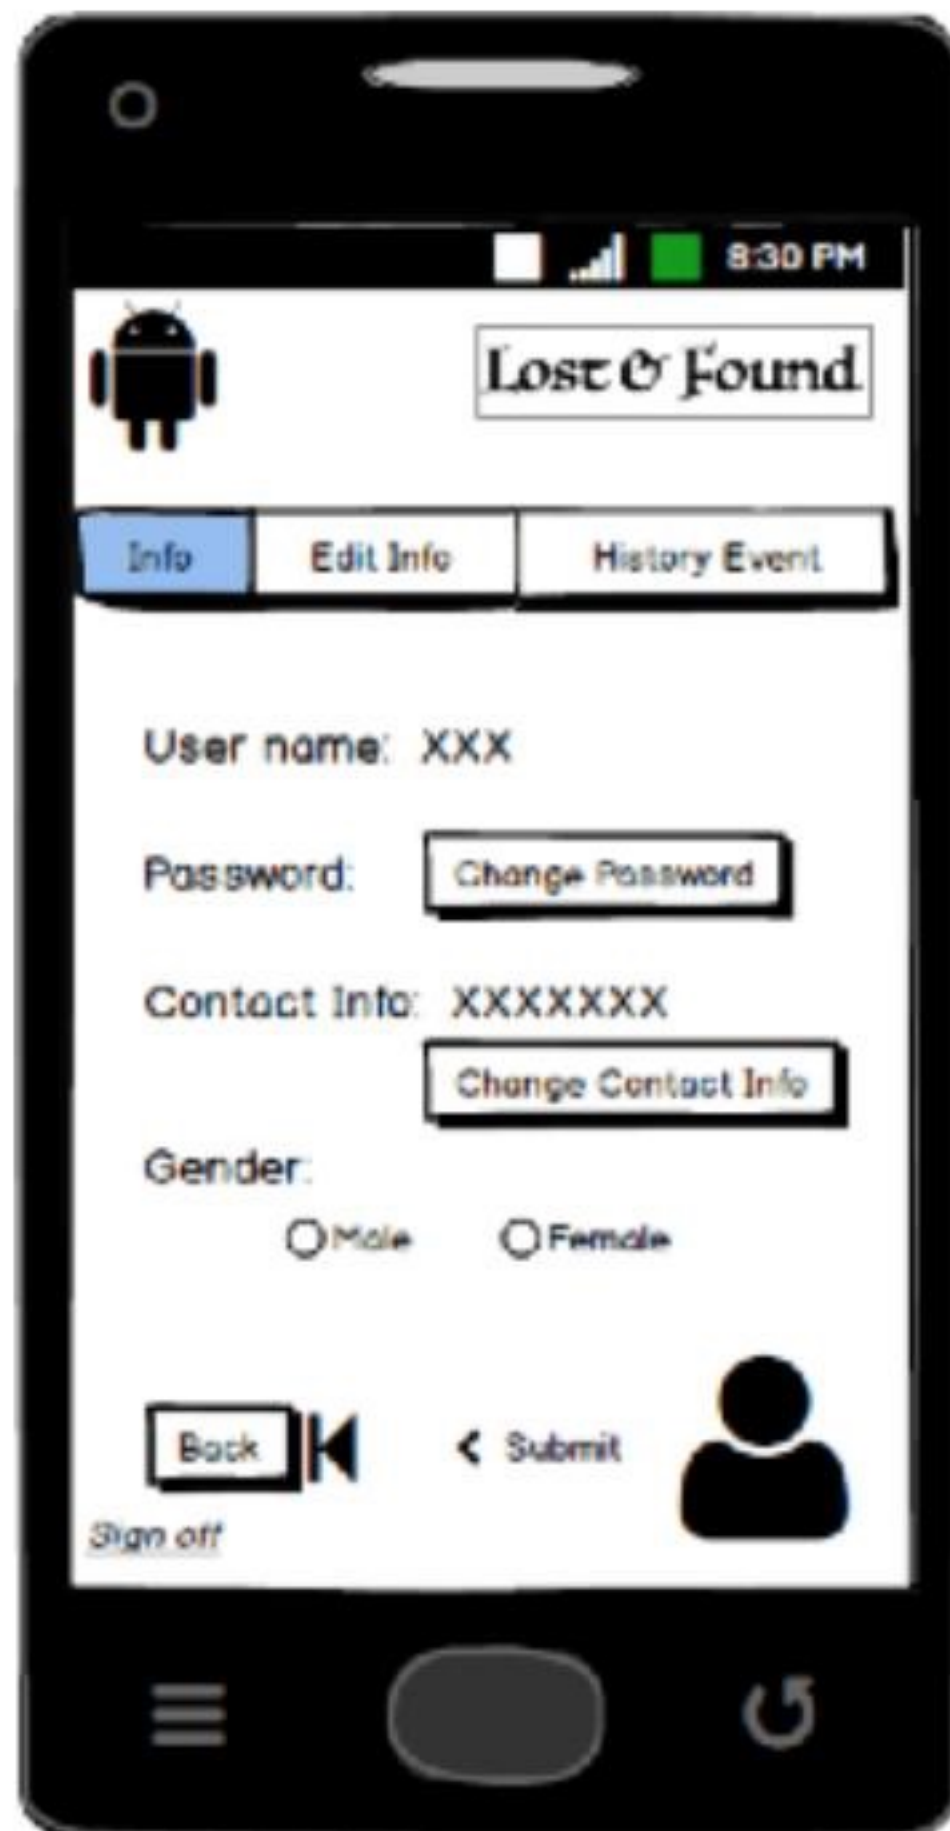 8:30 PM
Lost & Found
Info Edit Info History Event
User name: XXX
Password: Change Password
Contact Info: XXXXXXX
Change Contact Info
Gender:
Male Female
Back < Submit
Sign off